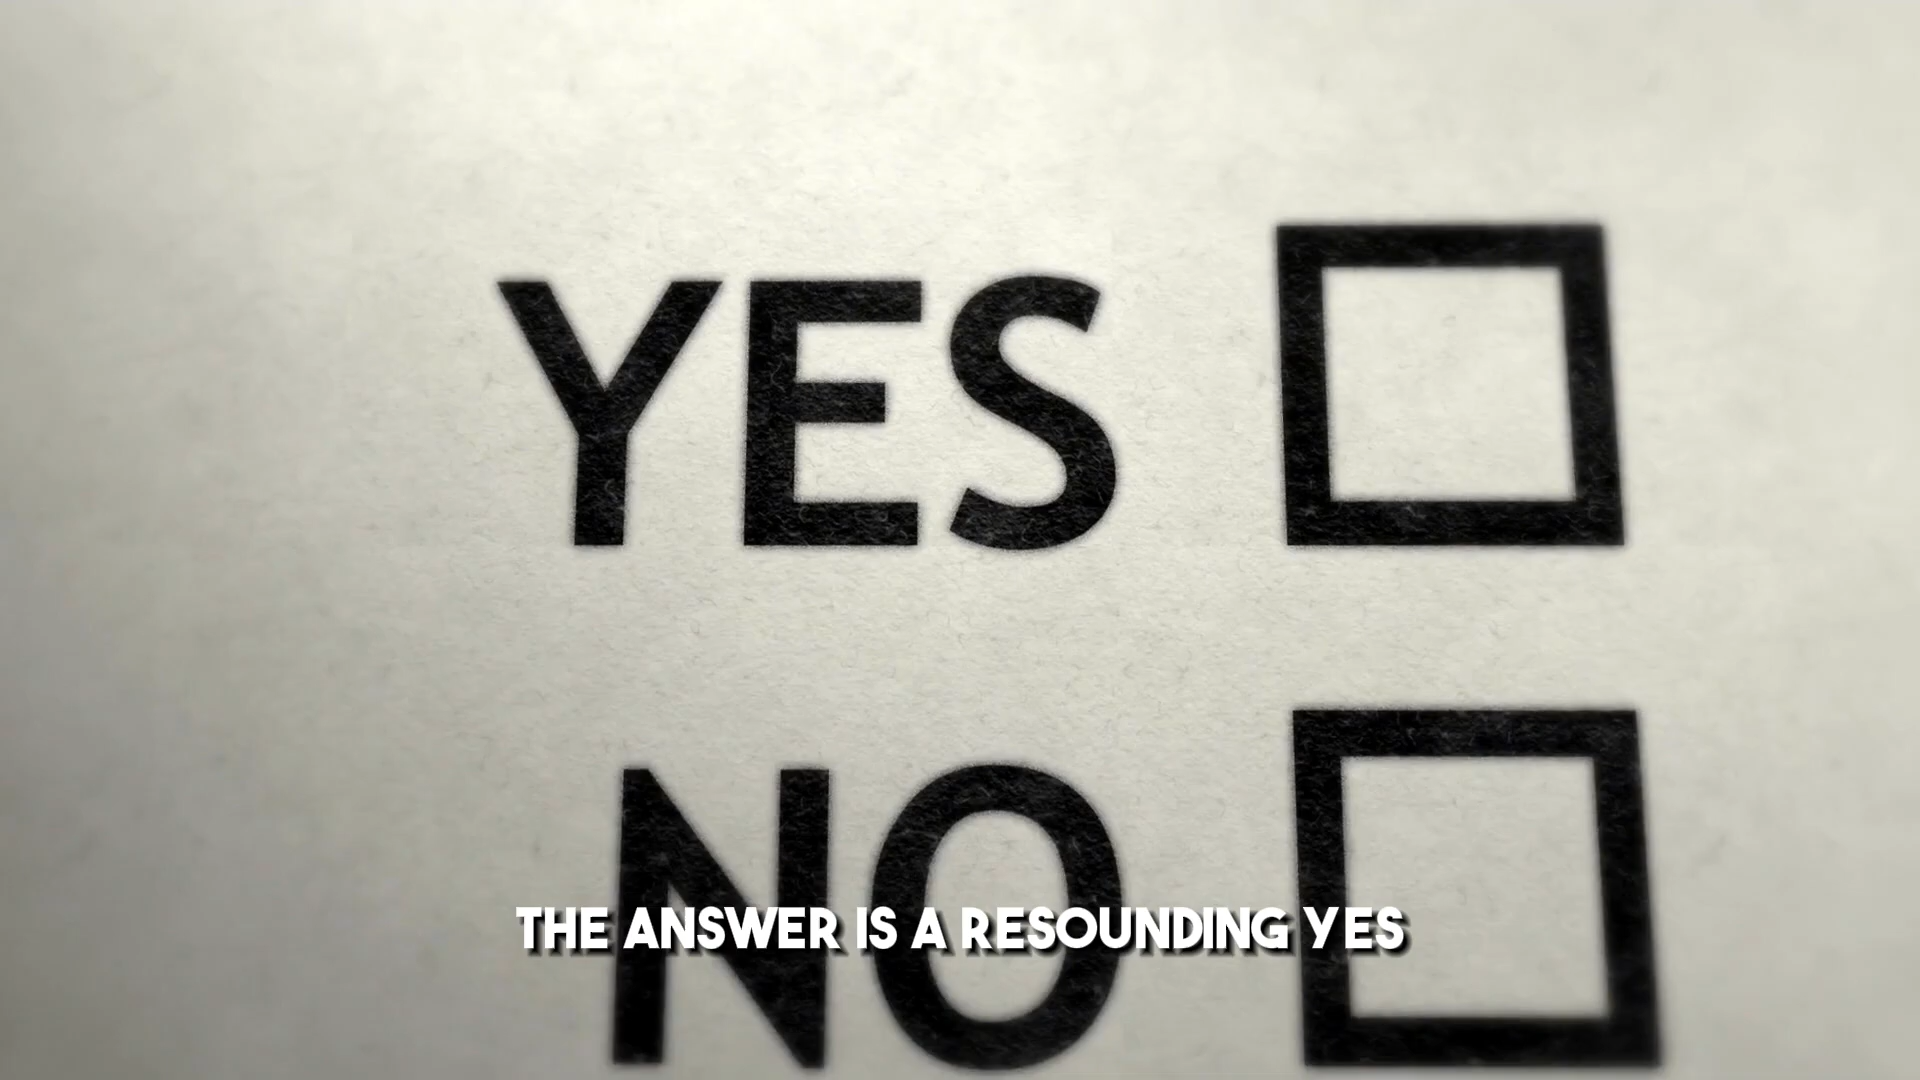 YES
NO
THE ANSWER IS A RESOUNDING YES